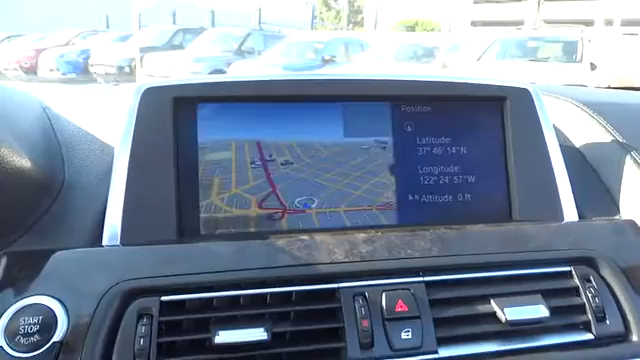 Position
Latitude:
37° 46' 14"N
Longitude:
122° 24' 57"W
Altitude 0 ft
START
STOP
ENGINE